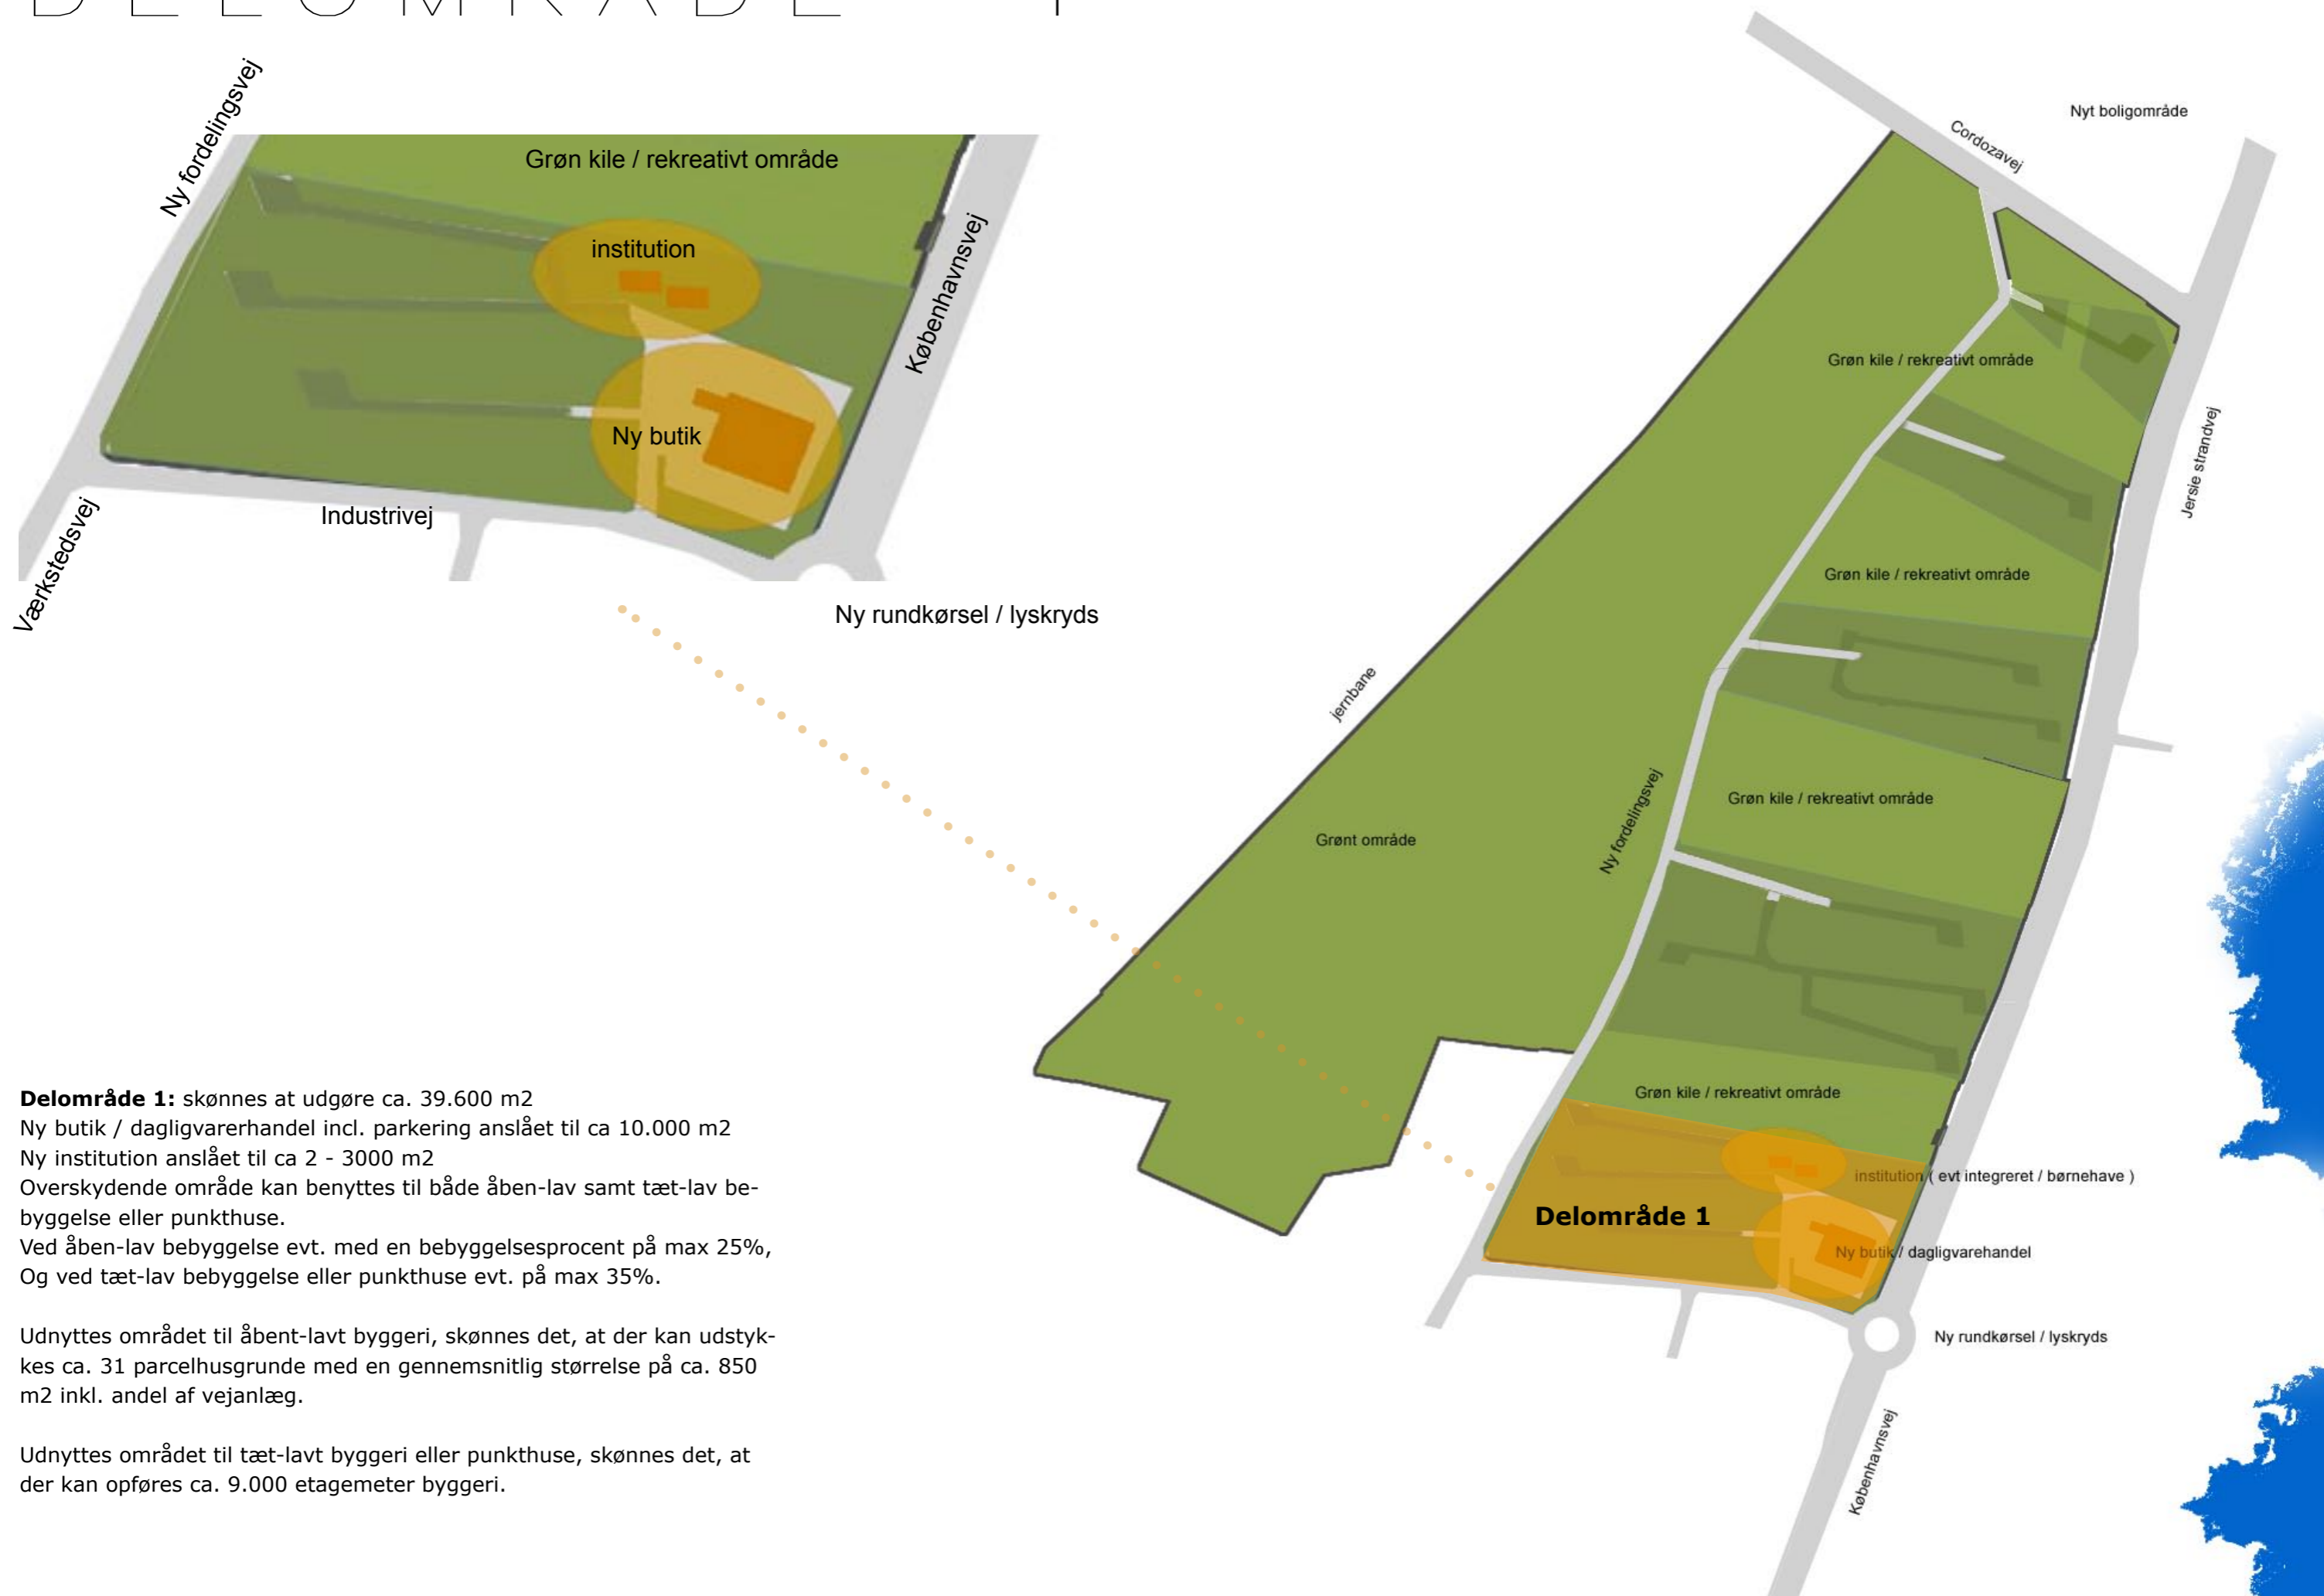 DELOMRÅDE 1
Ny fordelingsvej
Grøn kile / rekreativt område
institution
Københavnsvej
Ny butik
Industrivej
Værkstedsvej
Ny rundkørsel / lyskryds
Nyt boligområde
Cordozavej
Grøn kile / rekreativt område
Jersie strandvej
Grøn kile / rekreativt område
jernbane
Ny fordelingsvej
Grøn kile / rekreativt område
Grønt område
Grøn kile / rekreativt område
institution ( evt integreret / børnehave )
Delområde 1
Ny butik / dagligvarehandel
Ny rundkørsel / lyskryds
Københavnsvej
Delområde 1: skønnes at udgøre ca. 39.600 m2
Ny butik / dagligvarerhandel incl. parkering anslået til ca 10.000 m2
Ny institution anslået til ca 2 - 3000 m2
Overskydende område kan benyttes til både åben-lav samt tæt-lav be-
byggelse eller punkthuse.
Ved åben-lav bebyggelse evt. med en bebyggelsesprocent på max 25%,
Og ved tæt-lav bebyggelse eller punkthuse evt. på max 35%.
Udnyttes området til åbent-lavt byggeri, skønnes det, at der kan udstyk-
kes ca. 31 parcelhusgrunde med en gennemsnitlig størrelse på ca. 850
m2 inkl. andel af vejanlæg.
Udnyttes området til tæt-lavt byggeri eller punkthuse, skønnes det, at
der kan opføres ca. 9.000 etagemeter byggeri.